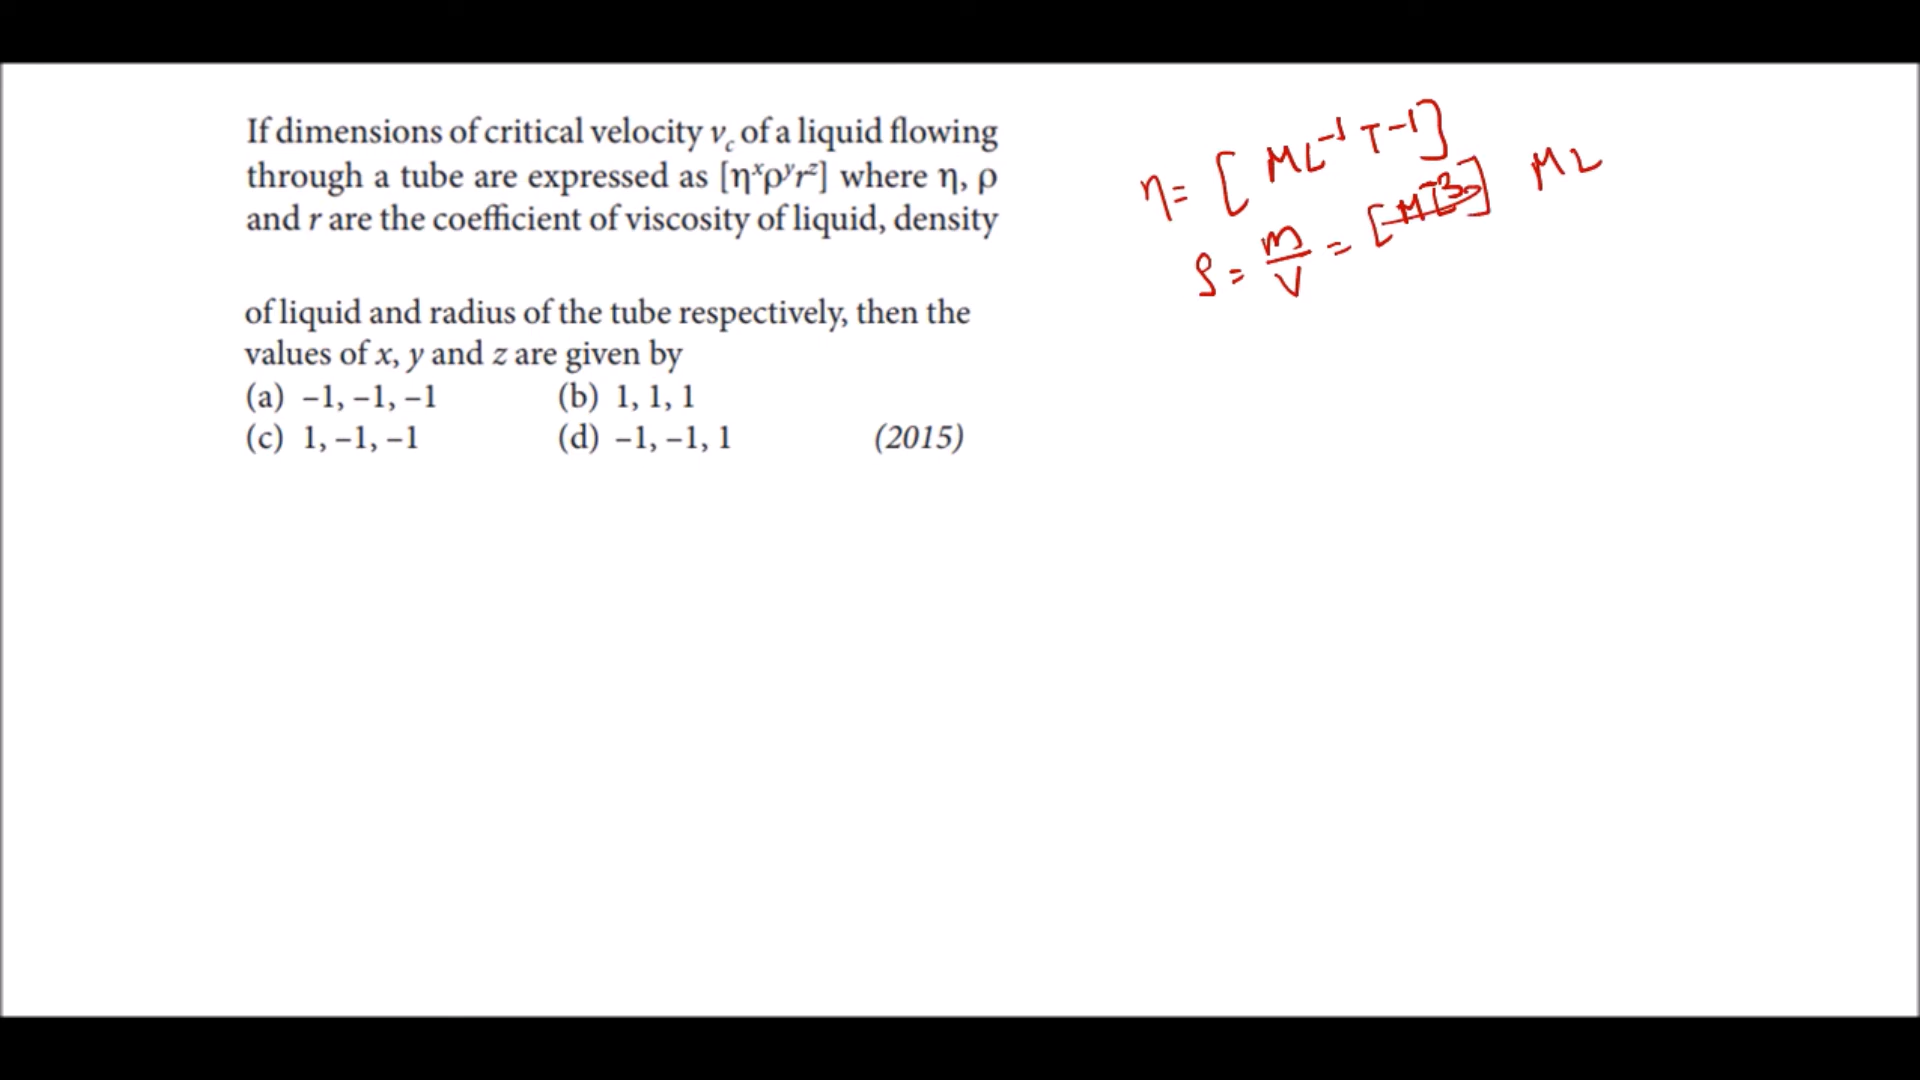 If dimensions of critical velocity v_c of a liquid flowing
through a tube are expressed as [η^xρ^yr^z] where η, ρ
and r are the coefficient of viscosity of liquid, density
of liquid and radius of the tube respectively, then the
values of x, y and z are given by
(a) –1, –1, –1 (b) 1, 1, 1
(c) 1, –1, –1 (d) –1, –1, 1 (2015)
η = [ML^-1 T^-1]
ρ = m/V = [ML^-3] ML